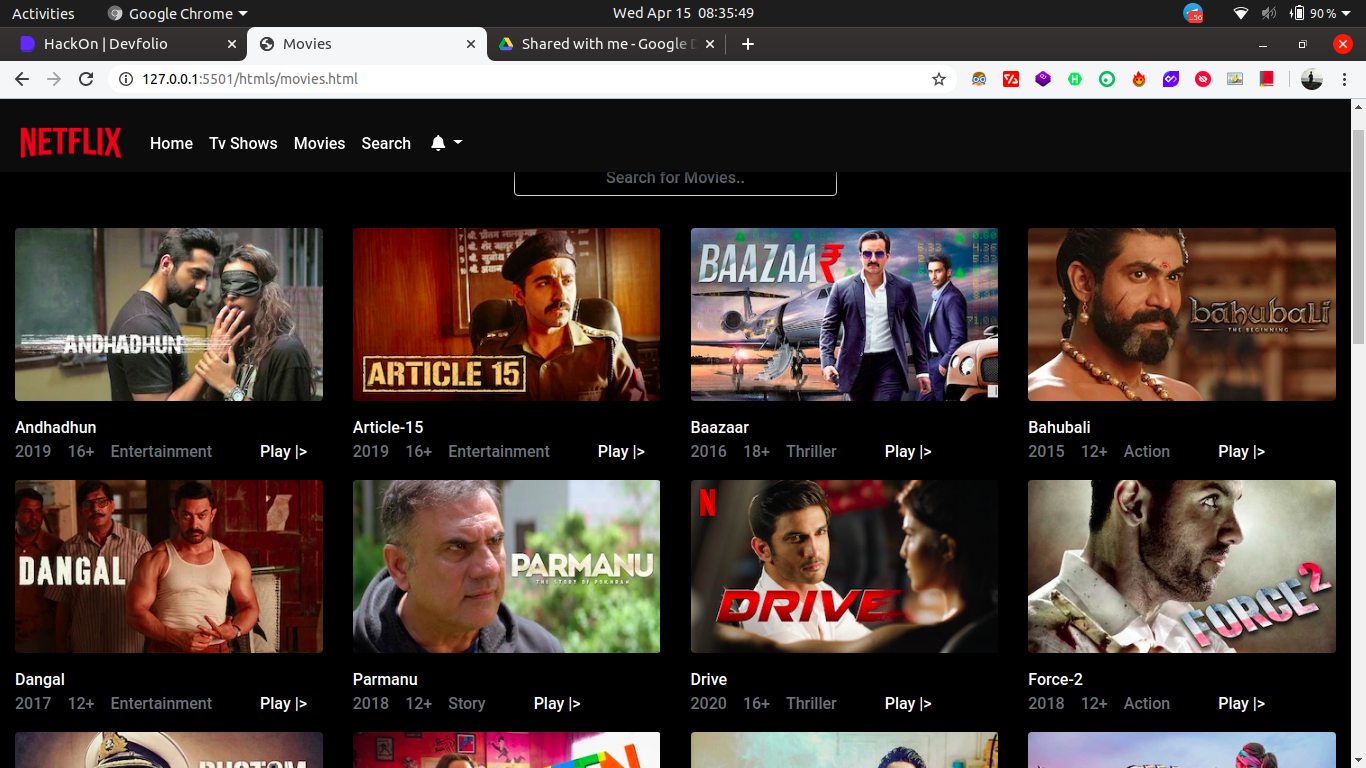 Activities Google Chrome Wed Apr 15 08:35:49 90 %
HackOn | Devfolio Movies Shared with me - Google D
127.0.0.1:5501/htmls/movies.html
NETFLIX Home Tv Shows Movies Search
Search for Movies..
ANDHADHUN
ARTICLE 15
BAAZAA₹
bahubali
THE BEGINNING
Andhadhun Article-15 Baazaar Bahubali
2019 16+ Entertainment Play |> 2019 16+ Entertainment Play |> 2016 18+ Thriller Play |> 2015 12+ Action Play |>
DANGAL
PARMANU
THE STORY OF POKHRAN
N
DRIVE
FORCE 2
Dangal Parmanu Drive Force-2
2017 12+ Entertainment Play |> 2018 12+ Story Play |> 2020 16+ Thriller Play |> 2018 12+ Action Play |>